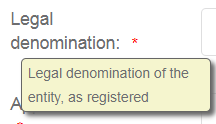 Legal
denomination: *
Legal denomination of the
entity, as registered
A